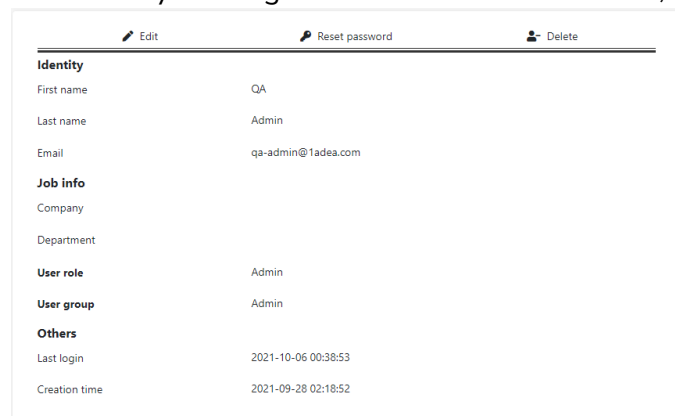 Edit Reset password Delete
Identity
First name QA
Last name Admin
Email qa-admin@1adea.com
Job info
Company
Department
User role Admin
User group Admin
Others
Last login 2021-10-06 00:38:53
Creation time 2021-09-28 02:18:52